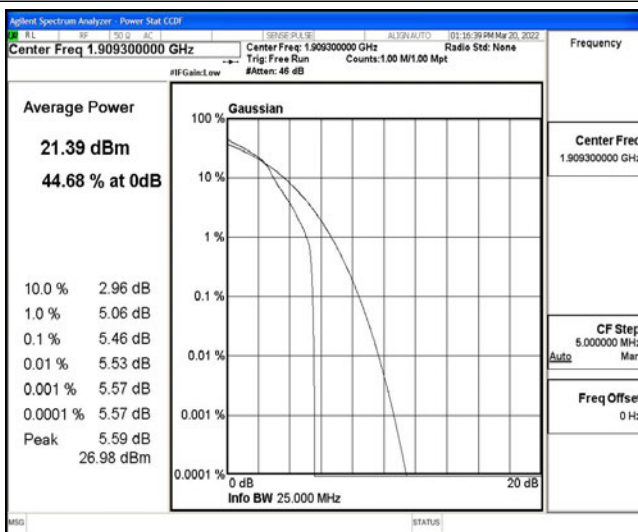 Agilent Spectrum Analyzer - Power Stat CCDF
RL RF 50 Ω AC SENSE:PULSE ALIGN AUTO 01:16:39 PM Mar 20, 2022
Center Freq 1.909300000 GHz
Center Freq: 1.909300000 GHz Radio Std: None
Trig: Free Run Counts:1.00 M/1.00 Mpt
#IFGain:Low #Atten: 46 dB
Frequency
Average Power
21.39 dBm
44.68 % at 0dB
10.0 % 2.96 dB
1.0 % 5.06 dB
0.1 % 5.46 dB
0.01 % 5.53 dB
0.001 % 5.57 dB
0.0001 % 5.57 dB
Peak 5.59 dB
26.98 dBm
Gaussian
100 %
10 %
1 %
0.1 %
0.01 %
0.001 %
0.0001 %
0 dB 20 dB
Info BW 25.000 MHz
Center Freq
1.909300000 GHz
CF Step
5.000000 MHz
Auto Man
Freq Offset
0 Hz
MSG STATUS